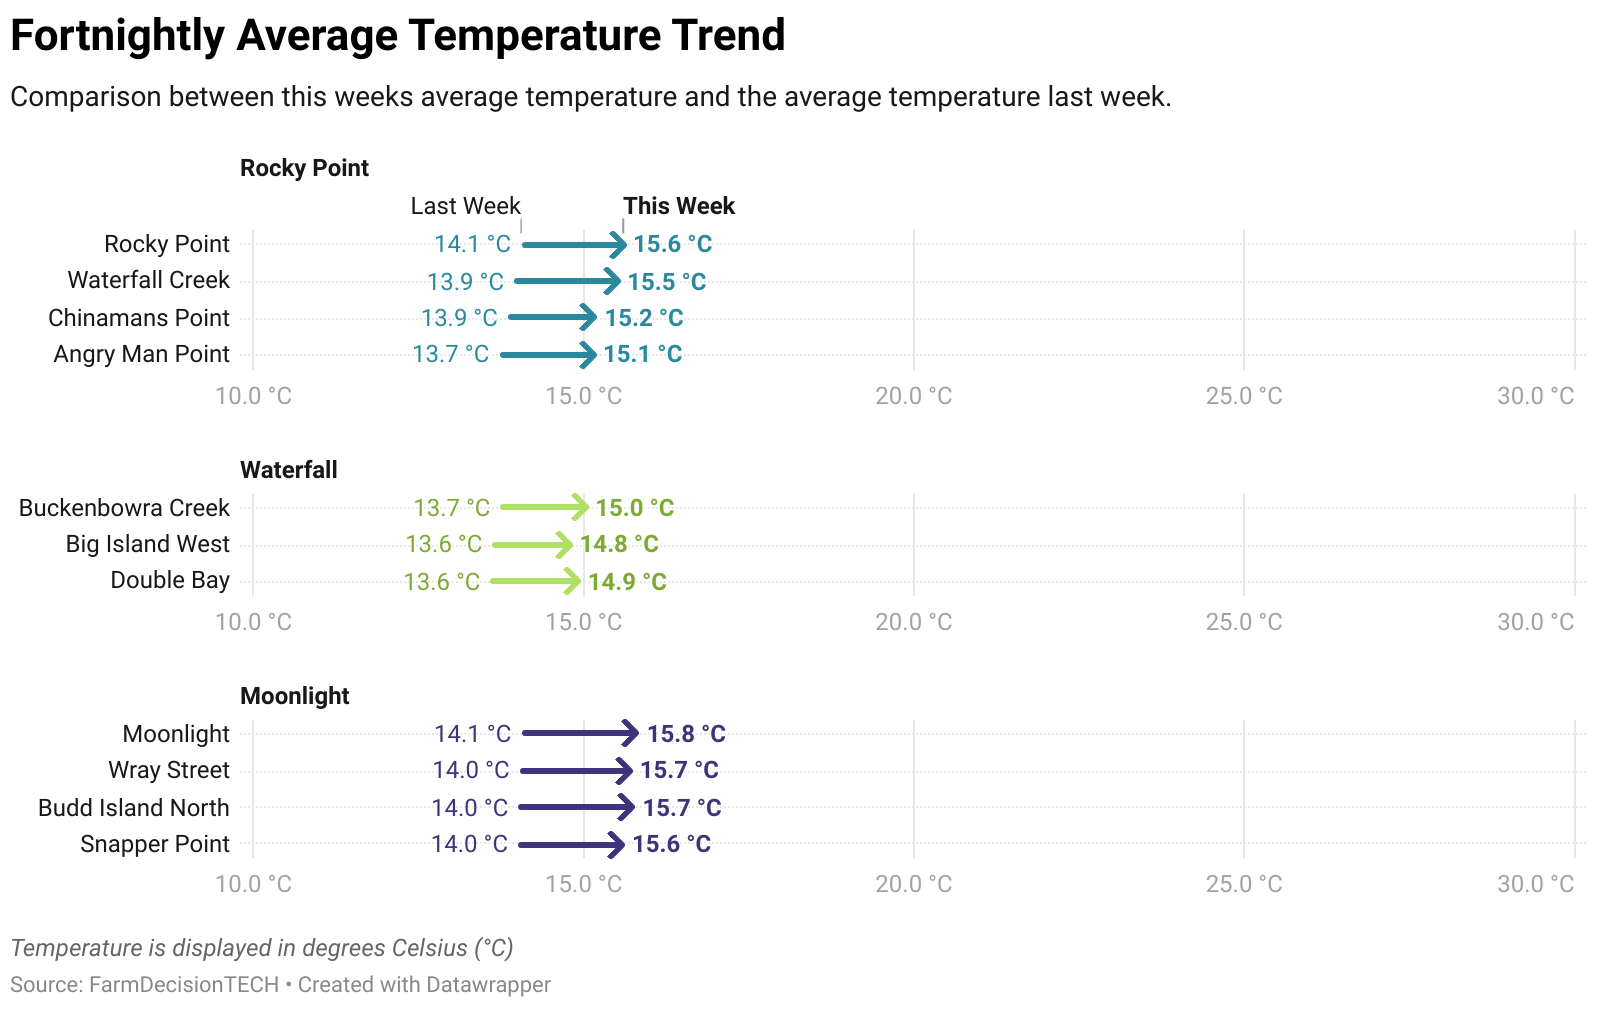 Fortnightly Average Temperature Trend
Comparison between this weeks average temperature and the average temperature last week.
Rocky Point
Last Week This Week
Rocky Point 14.1 °C 15.6 °C
Waterfall Creek 13.9 °C 15.5 °C
Chinamans Point 13.9 °C 15.2 °C
Angry Man Point 13.7 °C 15.1 °C
10.0 °C 15.0 °C 20.0 °C 25.0 °C 30.0 °C
Waterfall
Buckenbowra Creek 13.7 °C 15.0 °C
Big Island West 13.6 °C 14.8 °C
Double Bay 13.6 °C 14.9 °C
10.0 °C 15.0 °C 20.0 °C 25.0 °C 30.0 °C
Moonlight
Moonlight 14.1 °C 15.8 °C
Wray Street 14.0 °C 15.7 °C
Budd Island North 14.0 °C 15.7 °C
Snapper Point 14.0 °C 15.6 °C
10.0 °C 15.0 °C 20.0 °C 25.0 °C 30.0 °C
Temperature is displayed in degrees Celsius (°C)
Source: FarmDecisionTECH • Created with Datawrapper